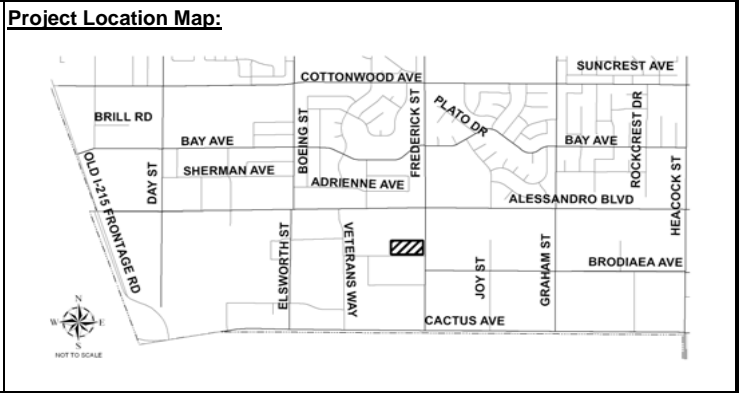 Project Location Map:
SUNCREST AVE
COTTONWOOD AVE
BRILL RD
BOEING ST
FREDERICK ST
PLATO DR
ROCKCREST DR
BAY AVE
BAY AVE
OLD I-215 FRONTAGE RD
DAY ST
SHERMAN AVE
ADRIENNE AVE
ALESSANDRO BLVD
HEACOCK ST
ELSWORTH ST
VETERANS WAY
JOY ST
GRAHAM ST
BRODIAEA AVE
CACTUS AVE
N
W
E
S
NOT TO SCALE